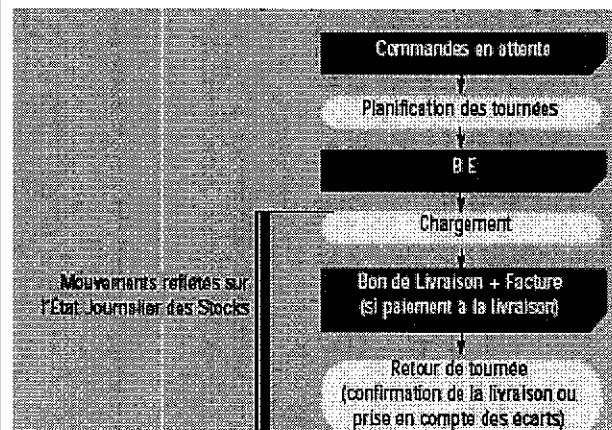 Commandes en attente
Planification des tournées
B E
Chargement
Mouvements reflétés sur
l'État Journalier des Stocks
Bon de Livraison + Facture
(si paiement à la livraison)
Retour de tournée
(confirmation de la livraison ou
prise en compte des écarts)